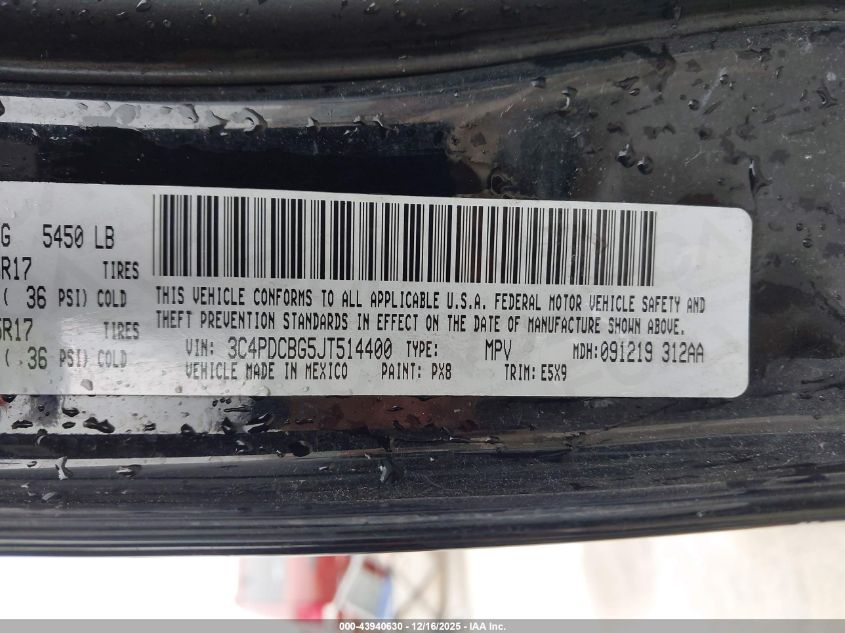 G 5450 LB
R17 TIRES
( 36 PSI) COLD
5R17 TIRES
( 36 PSI) COLD
THIS VEHICLE CONFORMS TO ALL APPLICABLE U.S.A. FEDERAL MOTOR VEHICLE SAFETY AND
THEFT PREVENTION STANDARDS IN EFFECT ON THE DATE OF MANUFACTURE SHOWN ABOVE.
VIN: 3C4PDCBG5JT514400 TYPE: MPV MDH: 091219 312AA
VEHICLE MADE IN MEXICO PAINT: PX8 TRIM: E5X9
000-43940630 - 12/16/2025 - IAA Inc.